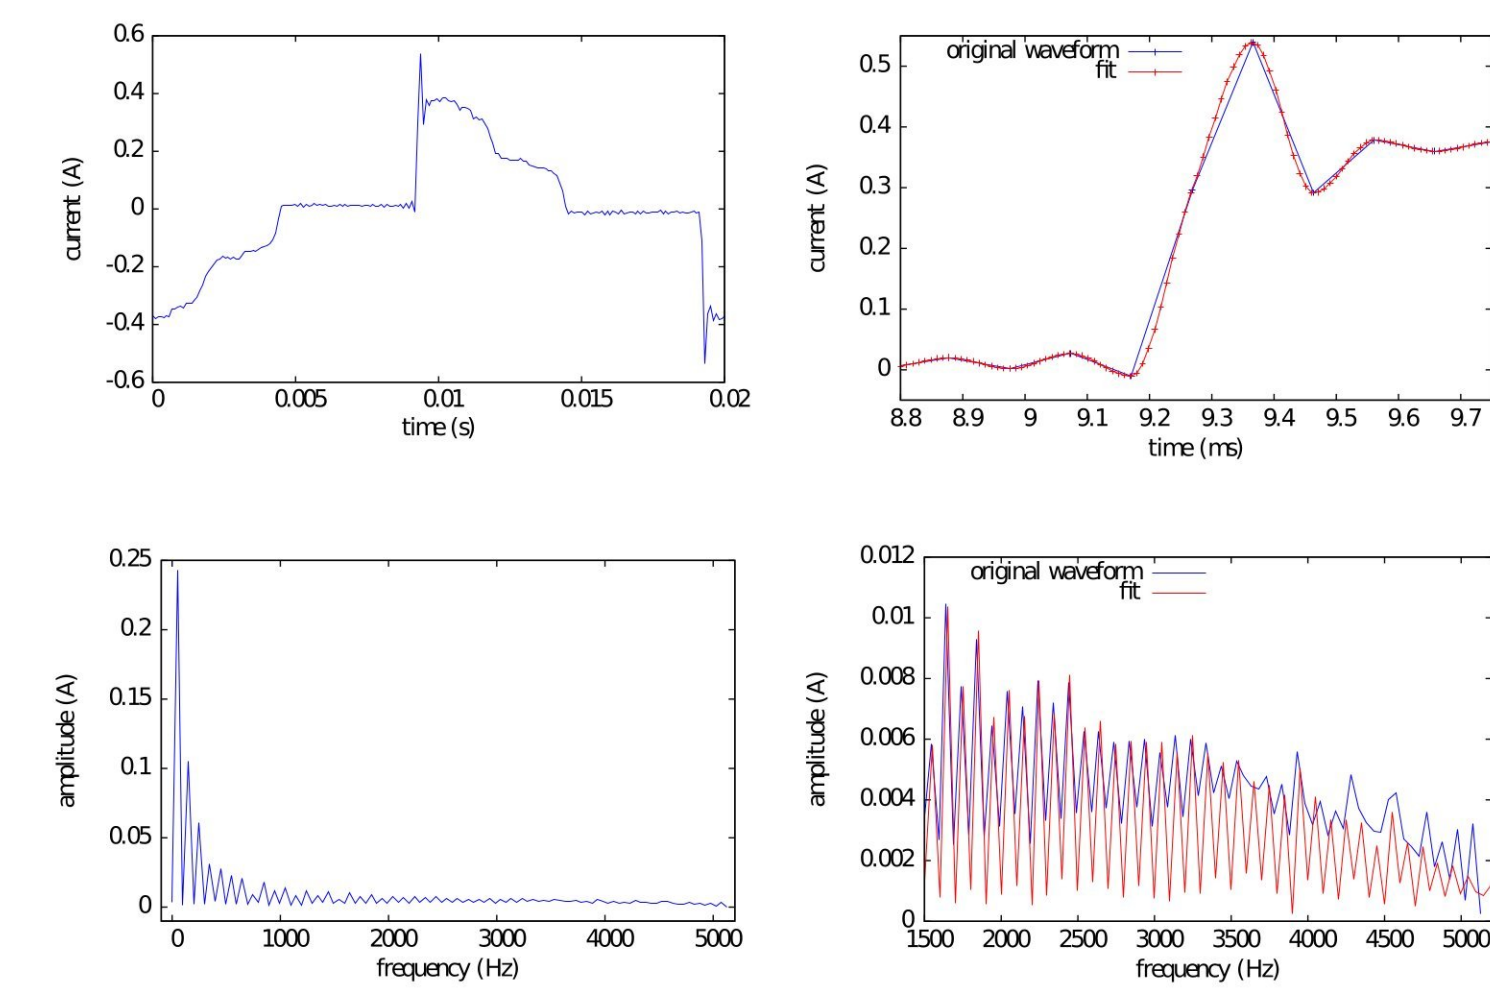 0.6
0.4
0.2
0
-0.2
-0.4
-0.6
current (A)
0 0.005 0.01 0.015 0.02
time (s)
original waveform
fit
0.5
0.4
0.3
0.2
0.1
0
current (A)
8.8 8.9 9 9.1 9.2 9.3 9.4 9.5 9.6 9.7
time (ms)
0.25
0.2
0.15
0.1
0.05
0
amplitude (A)
0 1000 2000 3000 4000 5000
frequency (Hz)
original waveform
fit
0.012
0.01
0.008
0.006
0.004
0.002
0
amplitude (A)
1500 2000 2500 3000 3500 4000 4500 5000
frequency (Hz)